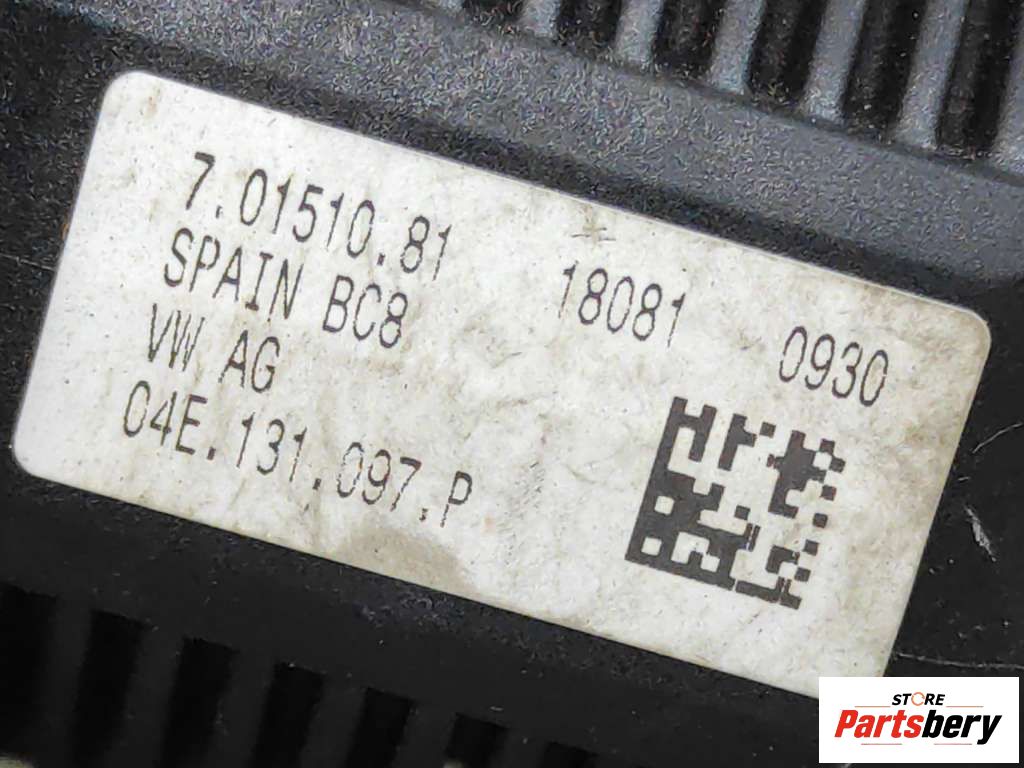 7.01510.81 18081 0930
SPAIN BC8
VW AG
04E.131.097.P
STORE
Partsbery